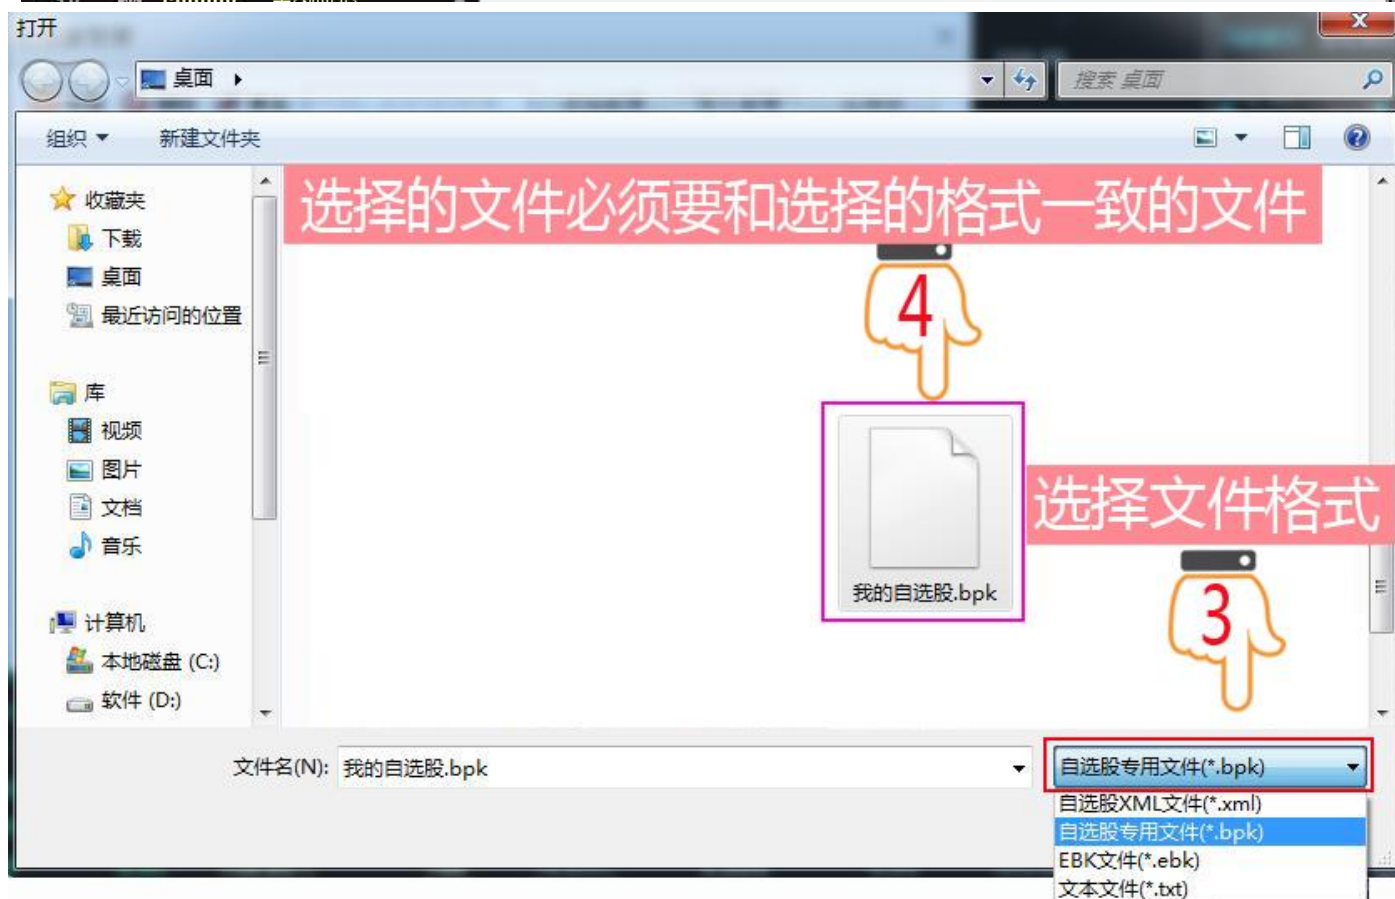 打开
桌面
搜索 桌面
组织
新建文件夹
选择的文件必须要和选择的格式一致的文件
收藏夹
下载
桌面
最近访问的位置
4
库
视频
图片
文档
音乐
选择文件格式
我的自选股.bpk
3
计算机
本地磁盘 (C:)
软件 (D:)
文件名(N):
我的自选股.bpk
自选股专用文件(*.bpk)
自选股XML文件(*.xml)
自选股专用文件(*.bpk)
EBK文件(*.ebk)
文本文件(*.txt)